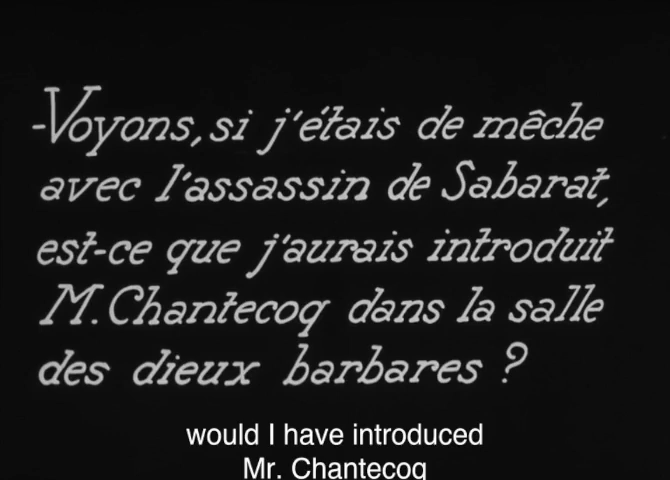 -Voyons, si j'étais de mêche
avec l'assassin de Sabarat,
est-ce que j'aurais introduit
M. Chantecoq dans la salle
des dieux barbares ?
would I have introduced
Mr. Chantecoq